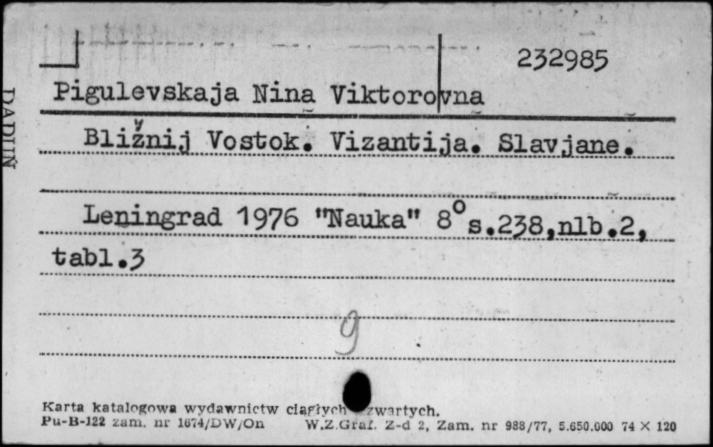 232985
Pigulevskaja Nina Viktorovna
Bližnij Vostok. Vizantija. Slavjane.
Leningrad 1976 "Nauka" 8° s.238,nlb.2,
tabl.3
9
Karta katalogowa wydawnictw ciągłych zwartych.
Pu-B-122 zam. nr 1674/DW/On W.Z.Graf. Z-d 2, Zam. nr 988/77, 5.650.000 74 × 120